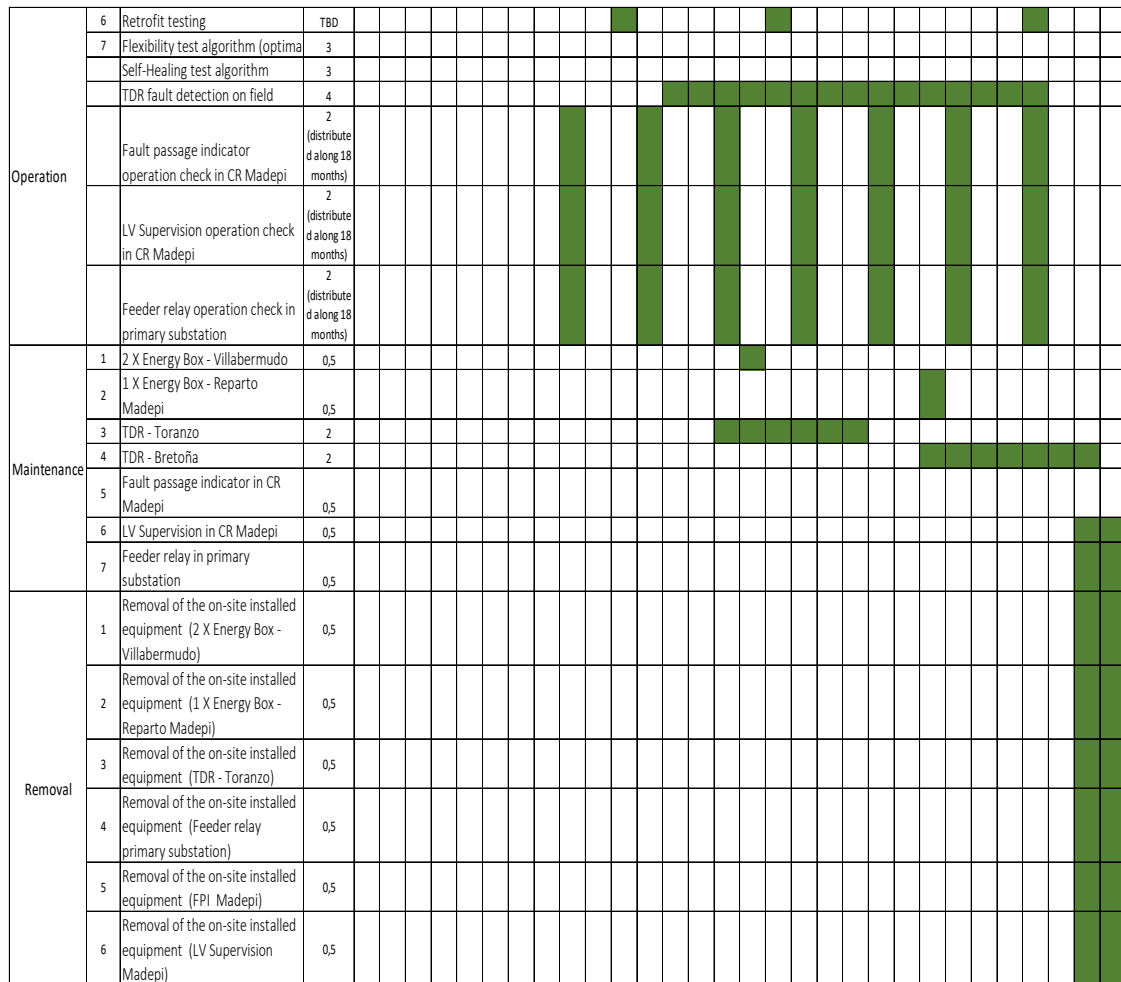 6 Retrofit testing TBD
7 Flexibility test algorithm (optima 3
Self-Healing test algorithm 3
TDR fault detection on field 4
Operation
Fault passage indicator
operation check in CR Madepi
2
(distribute
d along 18
months)
LV Supervision operation check
in CR Madepi
2
(distribute
d along 18
months)
Feeder relay operation check in
primary substation
2
(distribute
d along 18
months)
Maintenance
1 2 X Energy Box - Villabermudo 0,5
2 1 X Energy Box - Reparto
Madepi 0,5
3 TDR - Toranzo 2
4 TDR - Bretoña 2
5 Fault passage indicator in CR
Madepi 0,5
6 LV Supervision in CR Madepi 0,5
7 Feeder relay in primary
substation 0,5
Removal
1 Removal of the on-site installed
equipment (2 X Energy Box -
Villabermudo)
0,5
2 Removal of the on-site installed
equipment (1 X Energy Box -
Reparto Madepi)
0,5
3 Removal of the on-site installed
equipment (TDR - Toranzo)
0,5
4 Removal of the on-site installed
equipment (Feeder relay
primary substation)
0,5
5 Removal of the on-site installed
equipment (FPI Madepi)
0,5
6 Removal of the on-site installed
equipment (LV Supervision
Madepi)
0,5